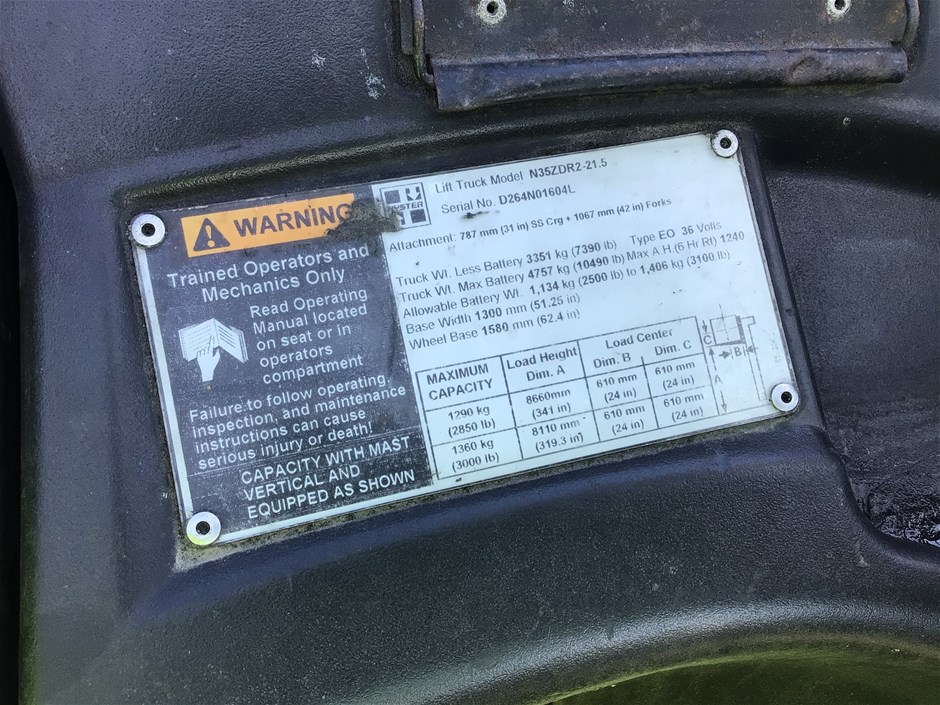 WARNING
Trained Operators and
Mechanics Only
Read Operating
Manual located
on seat or in
operators
compartment
Failure to follow operating,
inspection, and maintenance
instructions can cause
serious injury or death!
CAPACITY WITH MAST
VERTICAL AND
EQUIPPED AS SHOWN
HYSTER
Lift Truck Model N35ZDR2-21.5
Serial No. D264N01604L
Attachment: 787 mm (31 in) SS Crg + 1067 mm (42 in) Forks
Truck Wt. Less Battery 3351 kg (7390 lb) Type EO 36 Volts
Truck Wt. Max Battery 4757 kg (10490 lb) Max A H (6 Hr Rt) 1240
Allowable Battery Wt. 1,134 kg (2500 lb) to 1,406 kg (3100 lb)
Base Width 1300 mm (51.25 in)
Wheel Base 1580 mm (62.4 in)
MAXIMUM CAPACITY Load Height Dim. A Load Center Dim. B Dim. C
1290 kg 8660mm 610 mm 610 mm
(2850 lb) (341 in) (24 in) (24 in)
1360 kg 8110 mm 610 mm 610 mm
(3000 lb) (319.3 in) (24 in) (24 in)
C
B
A